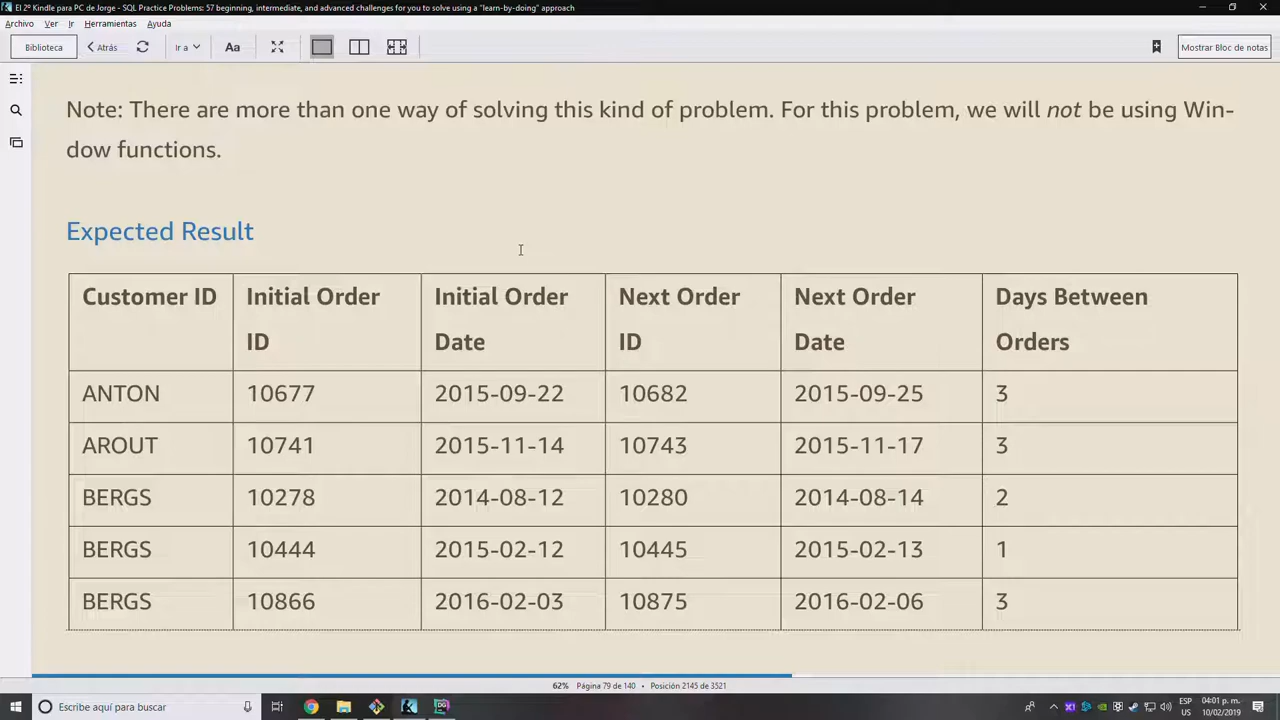 El 2º Kindle para PC de Jorge - SQL Practice Problems: 57 beginning, intermediate, and advanced challenges for you to solve using a "learn-by-doing" approach
Archivo Ver Ir Herramientas Ayuda
Biblioteca Atrás Ir a Aa Mostrar Bloc de notas
Note: There are more than one way of solving this kind of problem. For this problem, we will not be using Win-
dow functions.
Expected Result
Customer ID Initial Order ID Initial Order Date Next Order ID Next Order Date Days Between Orders
ANTON 10677 2015-09-22 10682 2015-09-25 3
AROUT 10741 2015-11-14 10743 2015-11-17 3
BERGS 10278 2014-08-12 10280 2014-08-14 2
BERGS 10444 2015-02-12 10445 2015-02-13 1
BERGS 10866 2016-02-03 10875 2016-02-06 3
62% Página 79 de 140 • Posición 2145 de 3521
Escribe aquí para buscar
ESP 04:01 p. m.
US 10/02/2019